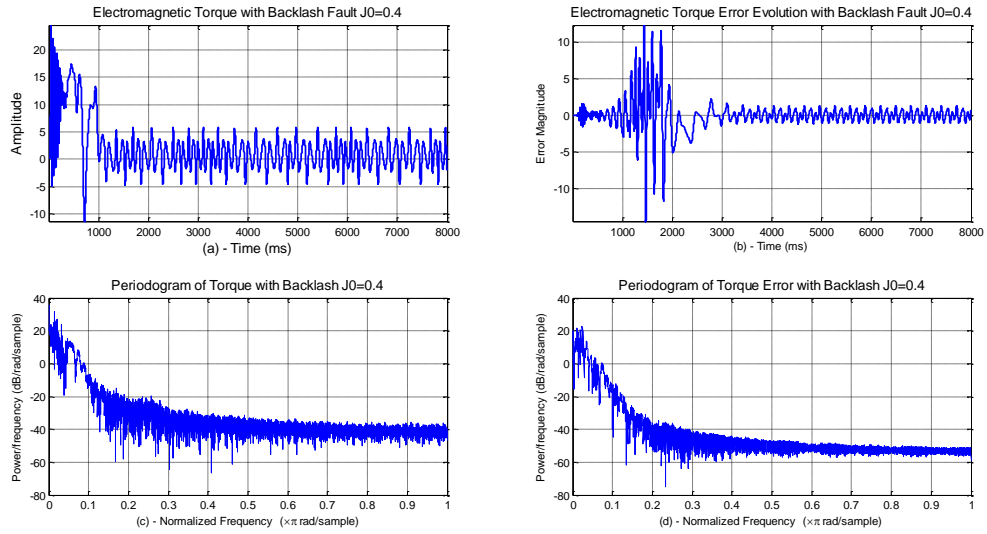 Electromagnetic Torque with Backlash Fault J0=0.4
Amplitude
20
15
10
5
0
-5
-10
1000 2000 3000 4000 5000 6000 7000 8000
(a) - Time (ms)
Electromagnetic Torque Error Evolution with Backlash Fault J0=0.4
Error Magnitude
10
5
0
-5
-10
1000 2000 3000 4000 5000 6000 7000 8000
(b) - Time (ms)
Periodogram of Torque with Backlash J0=0.4
Power/frequency (dB/rad/sample)
40
20
0
-20
-40
-60
-80
0 0.1 0.2 0.3 0.4 0.5 0.6 0.7 0.8 0.9 1
(c) - Normalized Frequency (×π rad/sample)
Periodogram of Torque Error with Backlash J0=0.4
Power/frequency (dB/rad/sample)
40
20
0
-20
-40
-60
-80
0 0.1 0.2 0.3 0.4 0.5 0.6 0.7 0.8 0.9 1
(d) - Normalized Frequency (×π rad/sample)